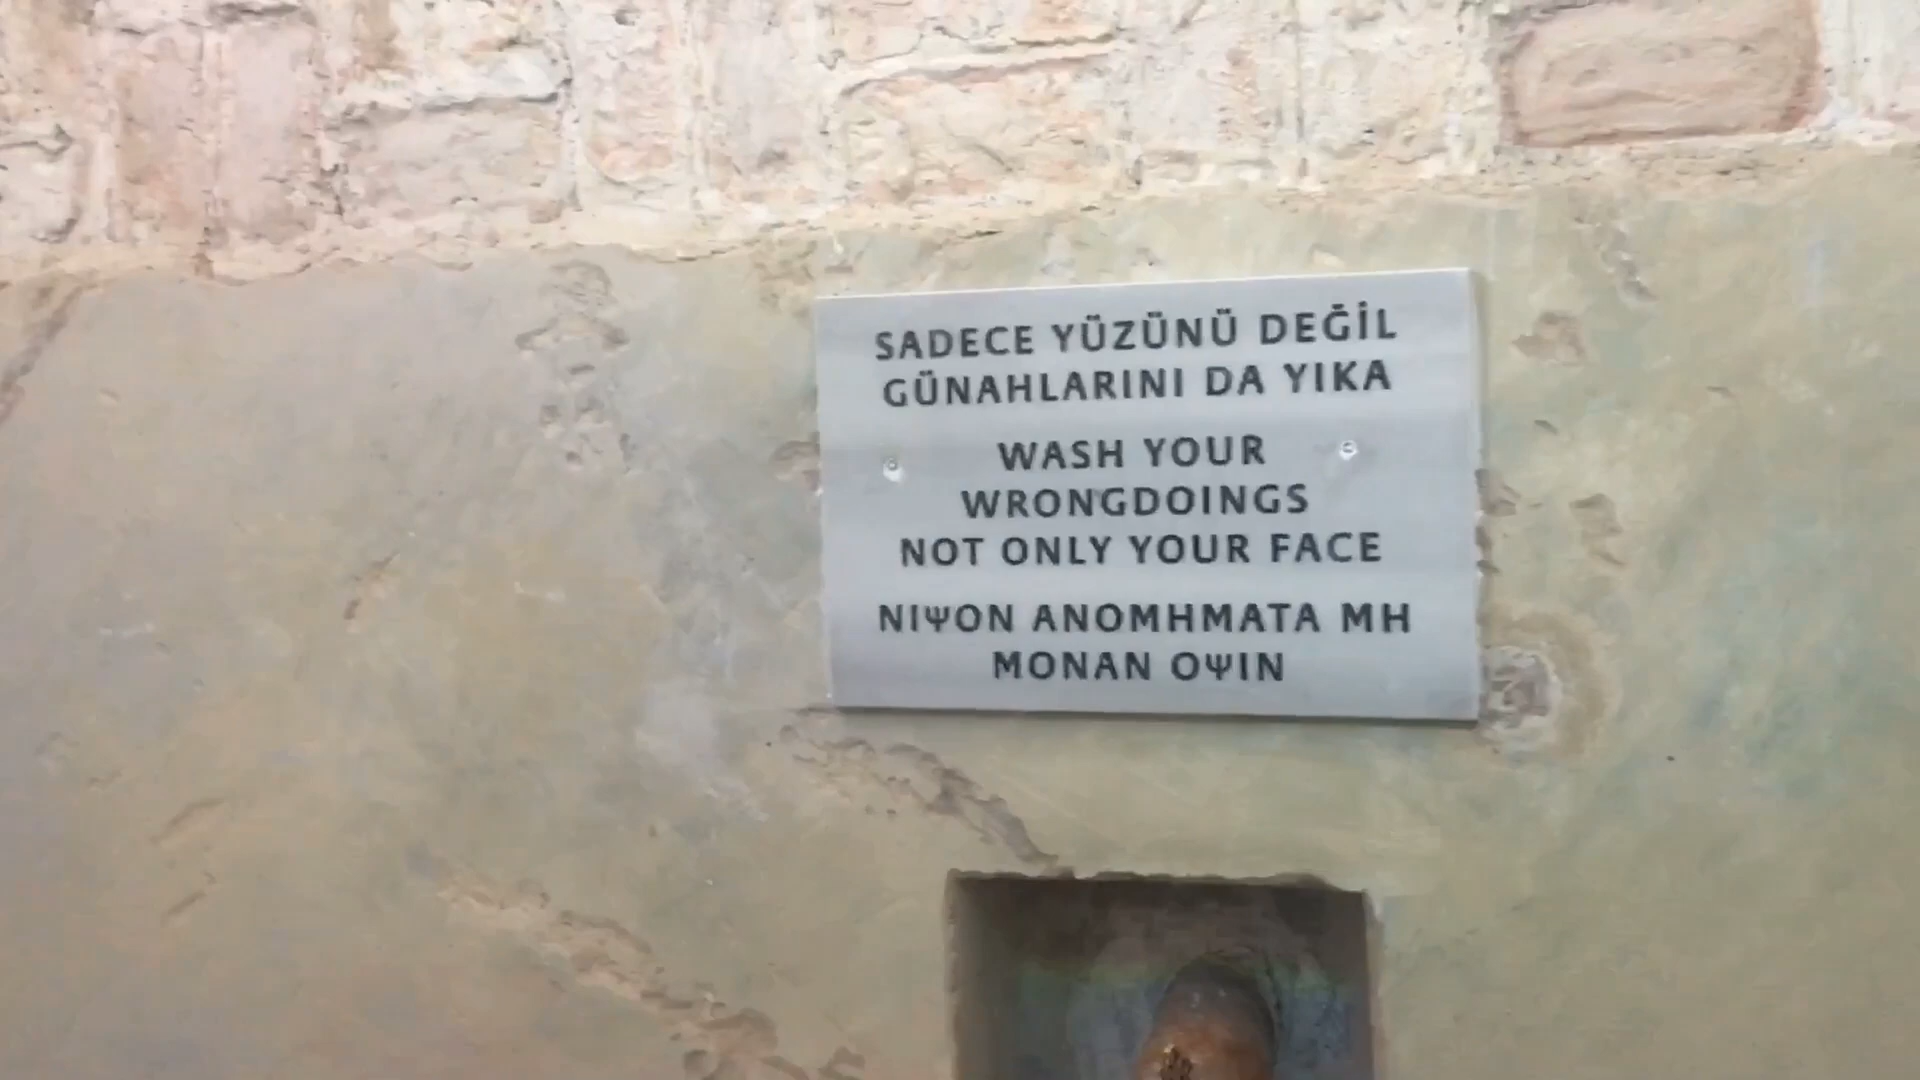 SADECE YÜZÜNÜ DEĞİL
GÜNAHLARINI DA YIKA
WASH YOUR
WRONGDOINGS
NOT ONLY YOUR FACE
ΝΙΨΟΝ ΑΝΟΜΗΜΑΤΑ ΜΗ
ΜΟΝΑΝ ΟΨΙΝ